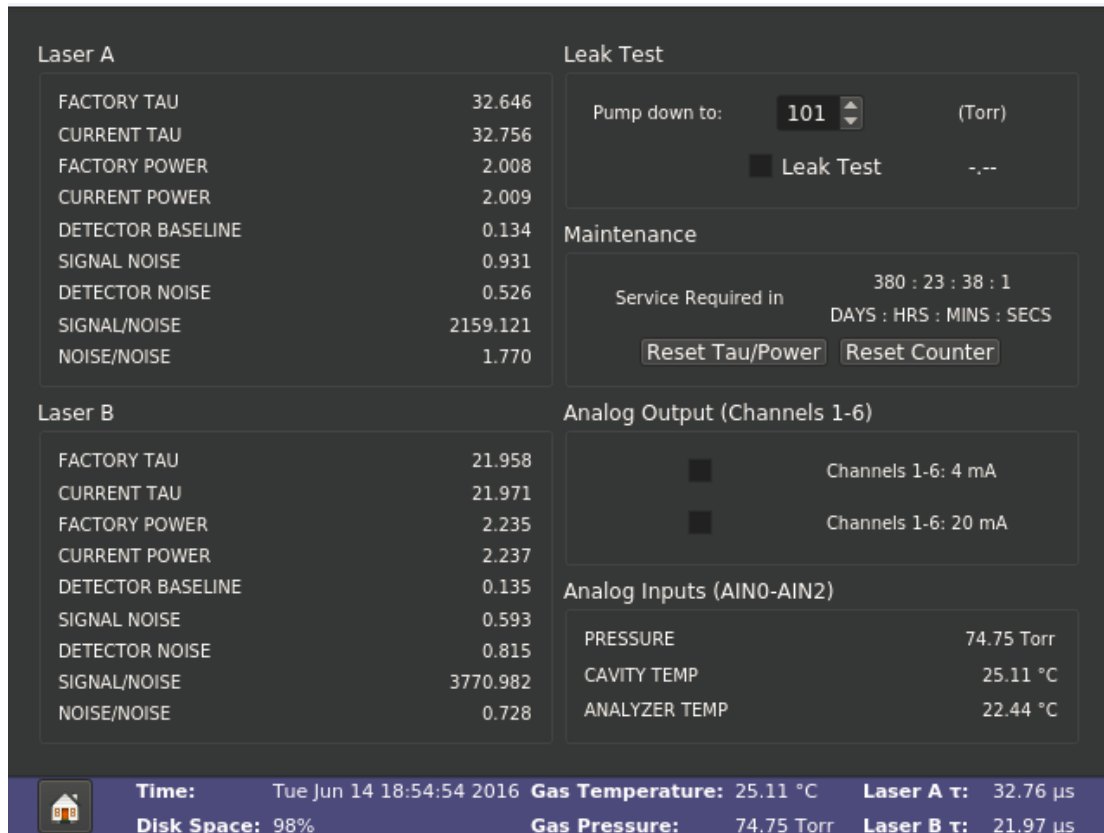 Laser A
FACTORY TAU 32.646
CURRENT TAU 32.756
FACTORY POWER 2.008
CURRENT POWER 2.009
DETECTOR BASELINE 0.134
SIGNAL NOISE 0.931
DETECTOR NOISE 0.526
SIGNAL/NOISE 2159.121
NOISE/NOISE 1.770
Laser B
FACTORY TAU 21.958
CURRENT TAU 21.971
FACTORY POWER 2.235
CURRENT POWER 2.237
DETECTOR BASELINE 0.135
SIGNAL NOISE 0.593
DETECTOR NOISE 0.815
SIGNAL/NOISE 3770.982
NOISE/NOISE 0.728
Leak Test
Pump down to: 101 (Torr)
Leak Test -.--
Maintenance
380 : 23 : 38 : 1
Service Required in
DAYS : HRS : MINS : SECS
Reset Tau/Power Reset Counter
Analog Output (Channels 1-6)
Channels 1-6: 4 mA
Channels 1-6: 20 mA
Analog Inputs (AIN0-AIN2)
PRESSURE 74.75 Torr
CAVITY TEMP 25.11 °C
ANALYZER TEMP 22.44 °C
Time: Tue Jun 14 18:54:54 2016 Gas Temperature: 25.11 °C Laser A τ: 32.76 µs
Disk Space: 98% Gas Pressure: 74.75 Torr Laser B τ: 21.97 µs